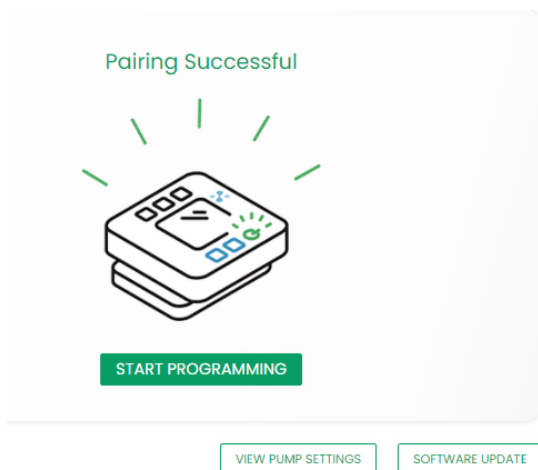 Pairing Successful
START PROGRAMMING
VIEW PUMP SETTINGS
SOFTWARE UPDATE